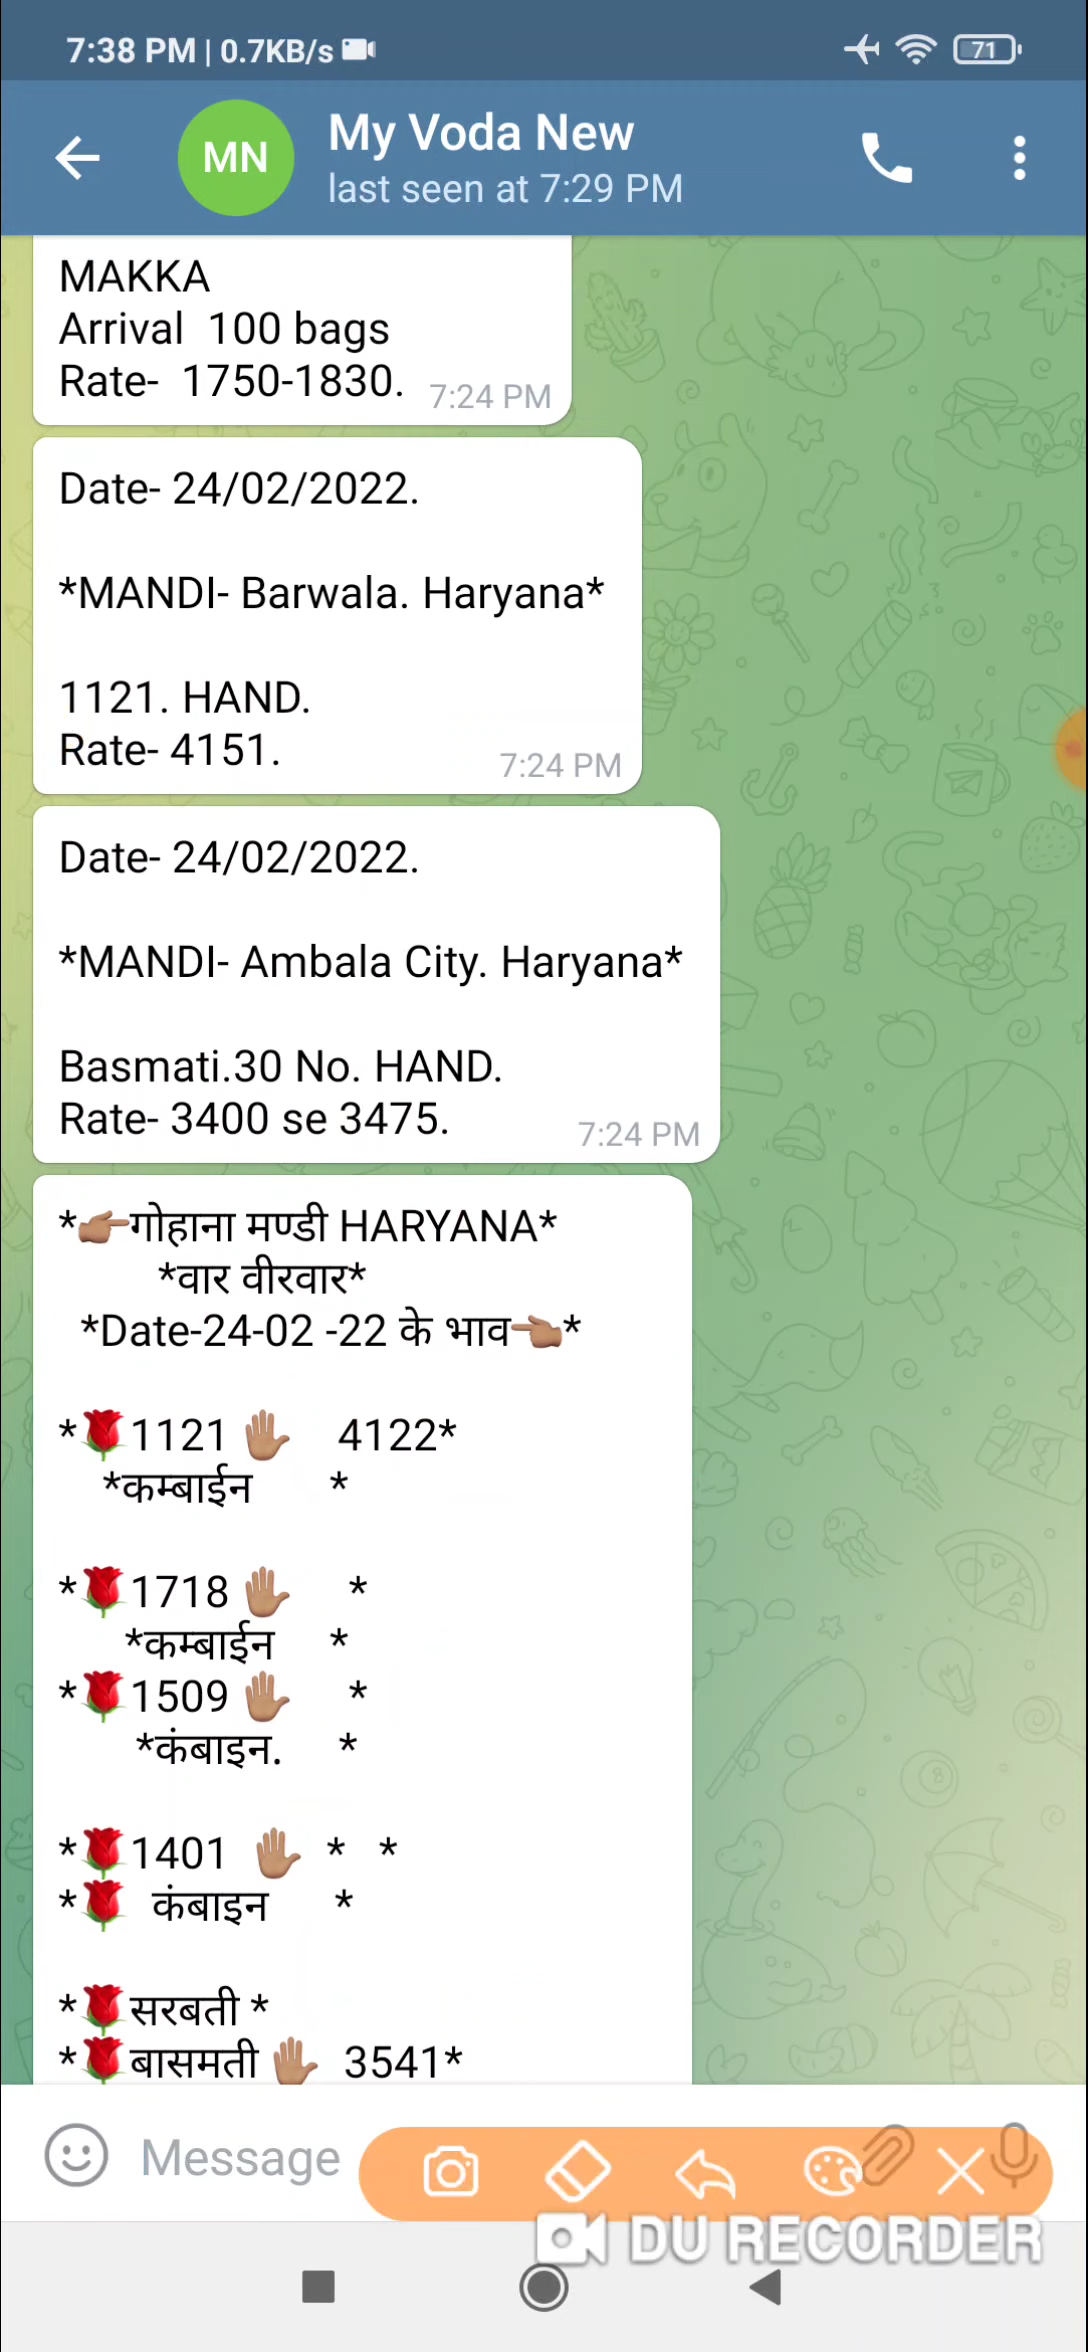 7:38 PM | 0.7KB/s
71
MN
My Voda New
last seen at 7:29 PM
MAKKA
Arrival 100 bags
Rate- 1750-1830.
7:24 PM
Date- 24/02/2022.
*MANDI- Barwala. Haryana*
1121. HAND.
Rate- 4151.
7:24 PM
Date- 24/02/2022.
*MANDI- Ambala City. Haryana*
Basmati.30 No. HAND.
Rate- 3400 se 3475.
7:24 PM
*👉🏽गोहाना मण्डी HARYANA*
*वार वीरवार*
*Date-24-02 -22 के भाव👈🏽*
*🌹1121🤚🏽 4122*
*कम्बाईन *
*🌹1718🤚🏽 *
*कम्बाईन *
*🌹1509🤚🏽 *
*कंबाइन. *
*🌹1401 🤚🏽 * *
*🌹 कंबाइन *
*🌹सरबती *
*🌹बासमती🤚🏽 3541*
Message
DU RECORDER